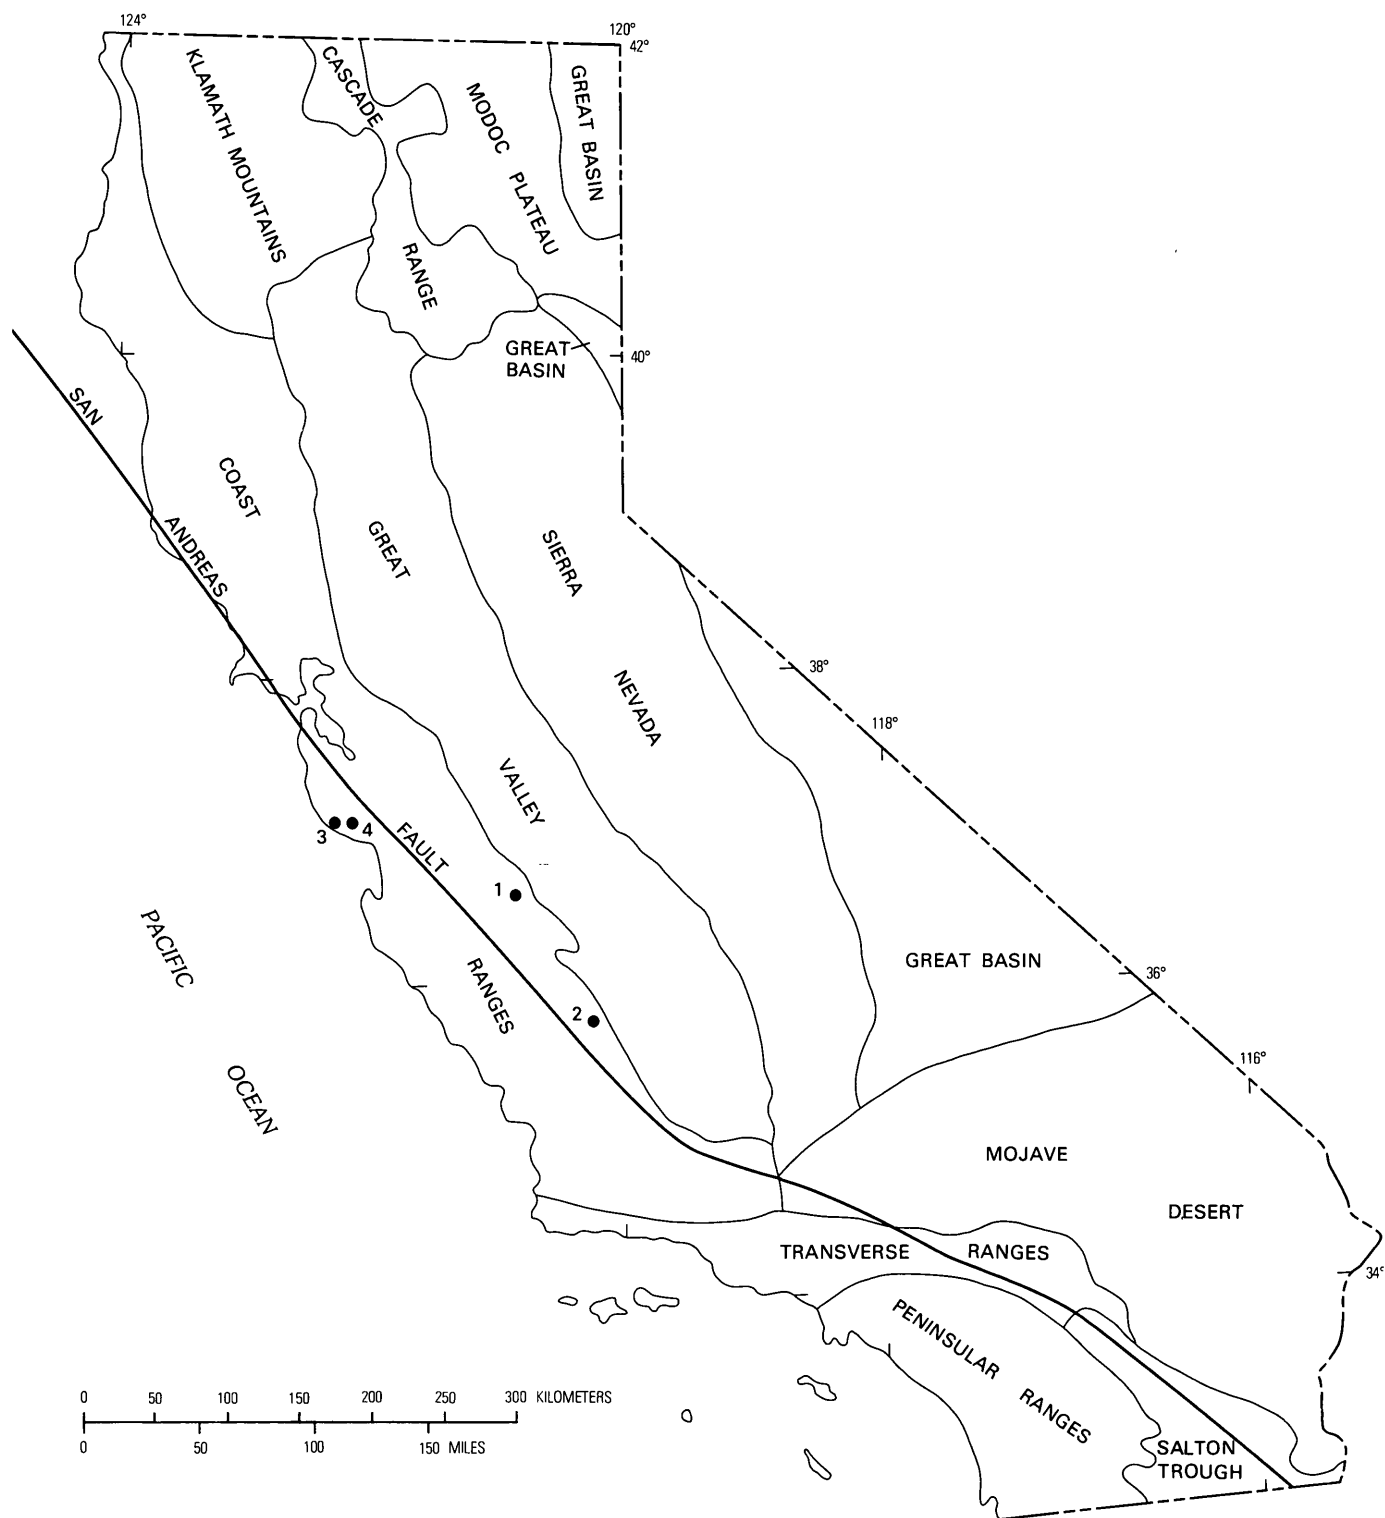 124°
120°
42°
KLAMATH MOUNTAINS
CASCADE
RANGE
MODOC PLATEAU
GREAT BASIN
GREAT
BASIN
40°
SAN
ANDREAS
FAULT
COAST
RANGES
GREAT
VALLEY
SIERRA
NEVADA
38°
118°
3
4
1
2
PACIFIC
OCEAN
GREAT BASIN
36°
116°
MOJAVE
DESERT
TRANSVERSE RANGES
34°
PENINSULAR RANGES
SALTON
TROUGH
0 50 100 150 200 250 300 KILOMETERS
0 50 100 150 MILES